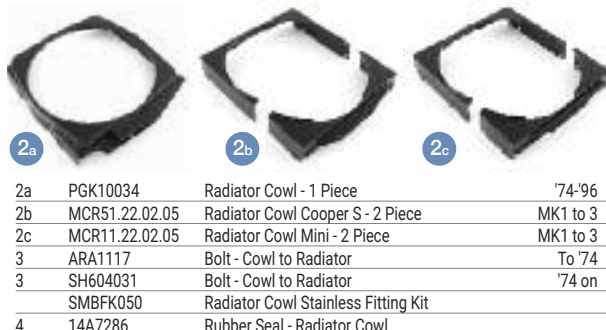 2a 2b 2c
2a PGK10034 Radiator Cowl - 1 Piece '74-'96
2b MCR51.22.02.05 Radiator Cowl Cooper S - 2 Piece MK1 to 3
2c MCR11.22.02.05 Radiator Cowl Mini - 2 Piece MK1 to 3
3 ARA1117 Bolt - Cowl to Radiator To '74
3 SH604031 Bolt - Cowl to Radiator '74 on
SMBFK050 Radiator Cowl Stainless Fitting Kit
4 14A7286 Rubber Seal - Radiator Cowl